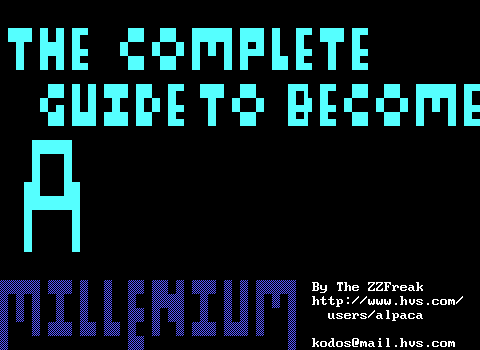 THE COMPLETE
GUIDE TO BECOME
A
MILLENIUM
By The ZZFreak
http://www.hvs.com/
users/alpaca
kodos@mail.hvs.com